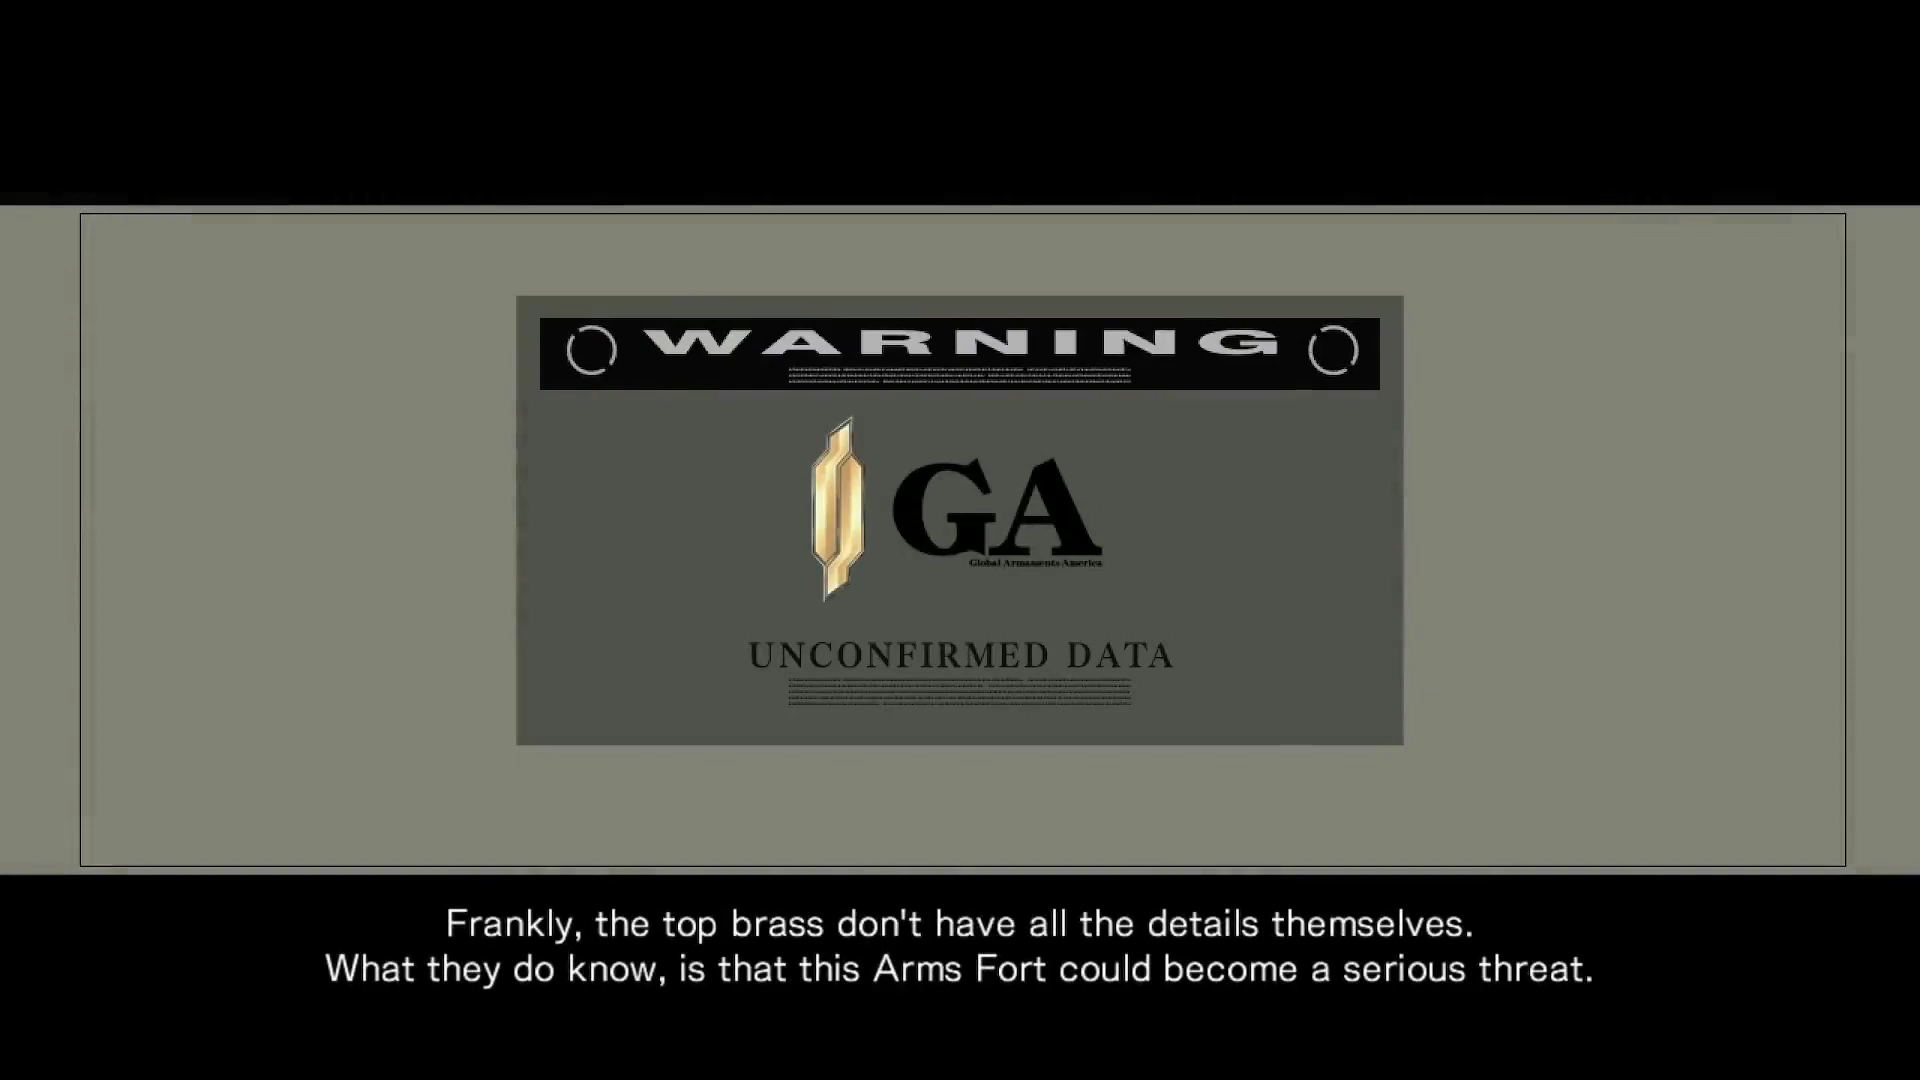 WARNING
GA
Global Armaments America
UNCONFIRMED DATA
Frankly, the top brass don't have all the details themselves.
What they do know, is that this Arms Fort could become a serious threat.